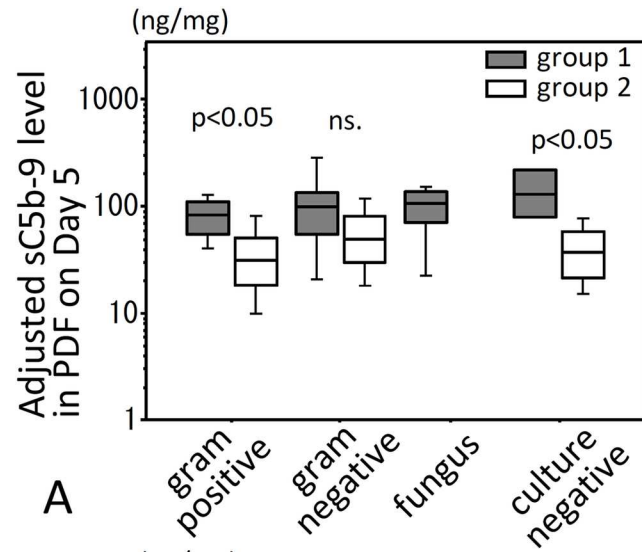 (ng/mg)
Adjusted sC5b-9 level
in PDF on Day 5
1000
100
10
1
group 1
group 2
p<0.05
ns.
p<0.05
gram
positive
gram
negative
fungus
culture
negative
A